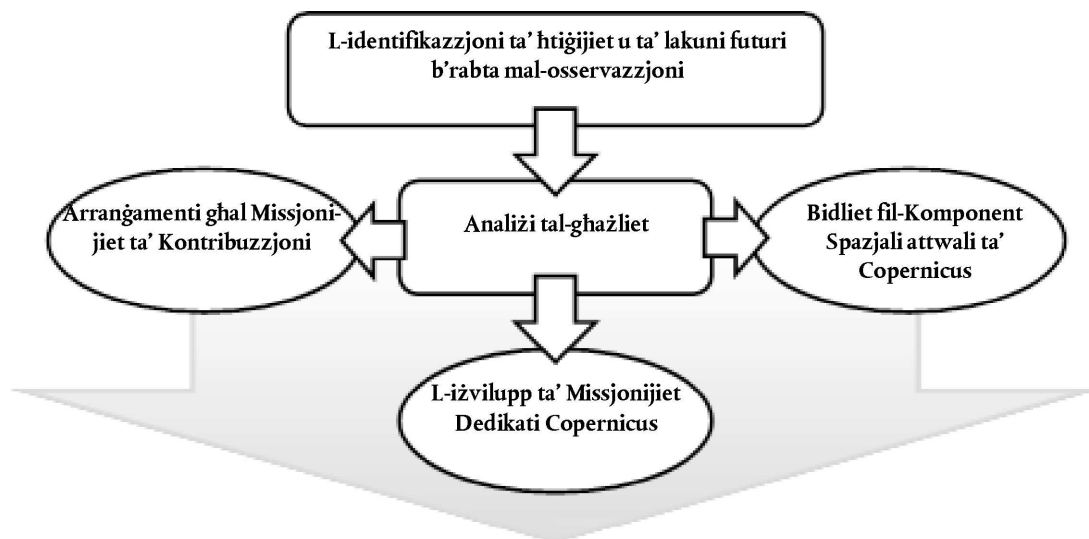 L-identifikazzjoni ta’ ħtiġijiet u ta’ lakuni futuri
b’rabta mal-osservazzjoni
Analiżi tal-għażliet
Arranġamenti għal Missjoni-
jiet ta’ Kontribuzzjoni
Bidliet fil-Komponent
Spazjali attwali ta’
Copernicus
L-iżvilupp ta’ Missjonijiet
Dedikati Copernicus